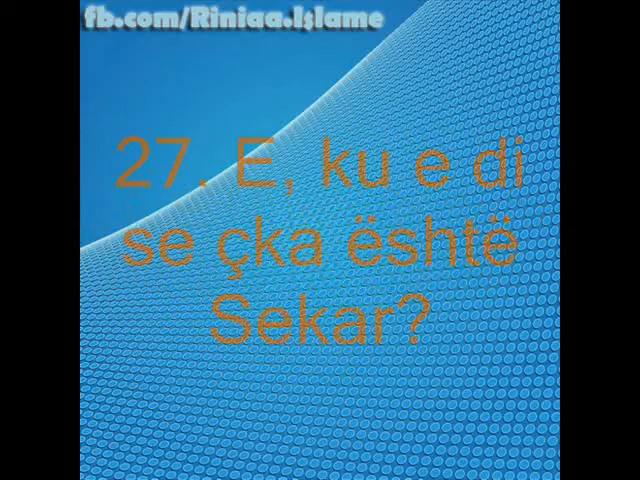 fb.com/Riniaa.Islame
27. E, ku e di
se çka është
Sekar?